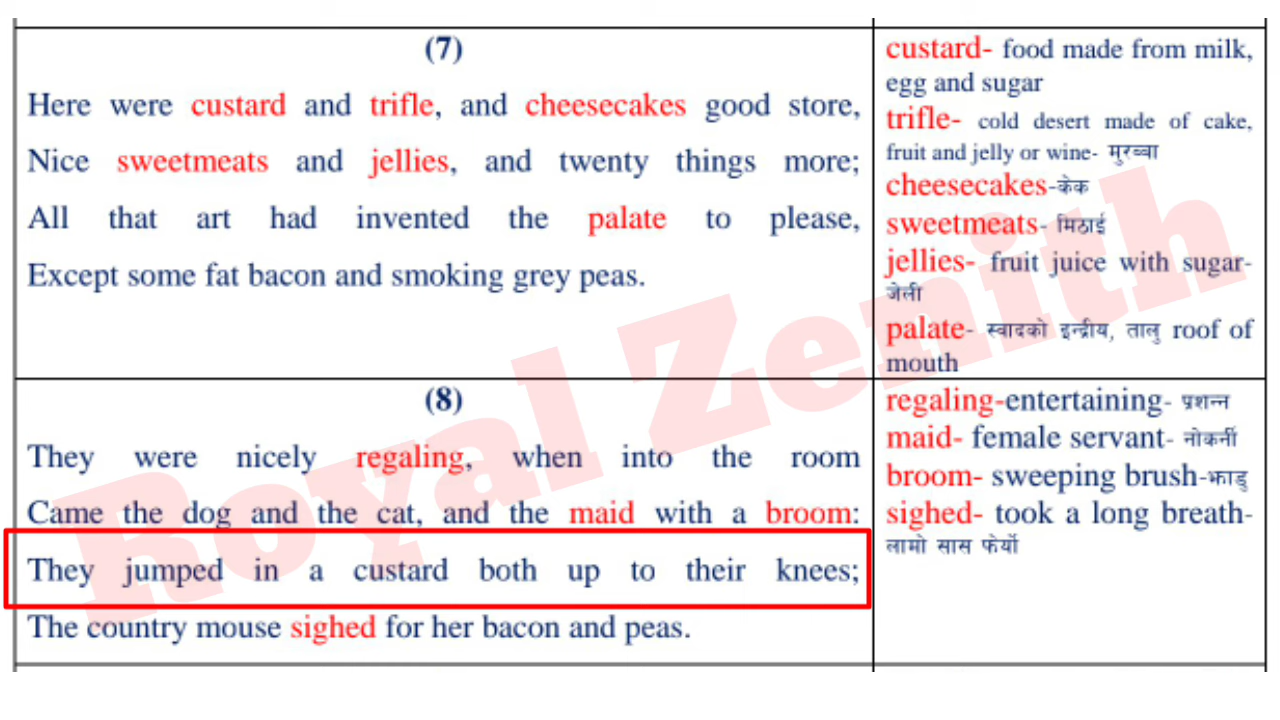 (7)
Here were custard and trifle, and cheesecakes good store,
Nice sweetmeats and jellies, and twenty things more;
All that art had invented the palate to please,
Except some fat bacon and smoking grey peas.
custard- food made from milk,
egg and sugar
trifle- cold desert made of cake,
fruit and jelly or wine- मुरब्बा
cheesecakes-केक
sweetmeats- मिठाई
jellies- fruit juice with sugar-
जेली
palate- स्वादको इन्द्रीय, तालु roof of
mouth
(8)
They were nicely regaling, when into the room
Came the dog and the cat, and the maid with a broom:
They jumped in a custard both up to their knees;
The country mouse sighed for her bacon and peas.
regaling-entertaining- प्रशन्न
maid- female servant- नोकर्नी
broom- sweeping brush-झाडु
sighed- took a long breath-
लामो सास फेर्यो
Royal Zenith